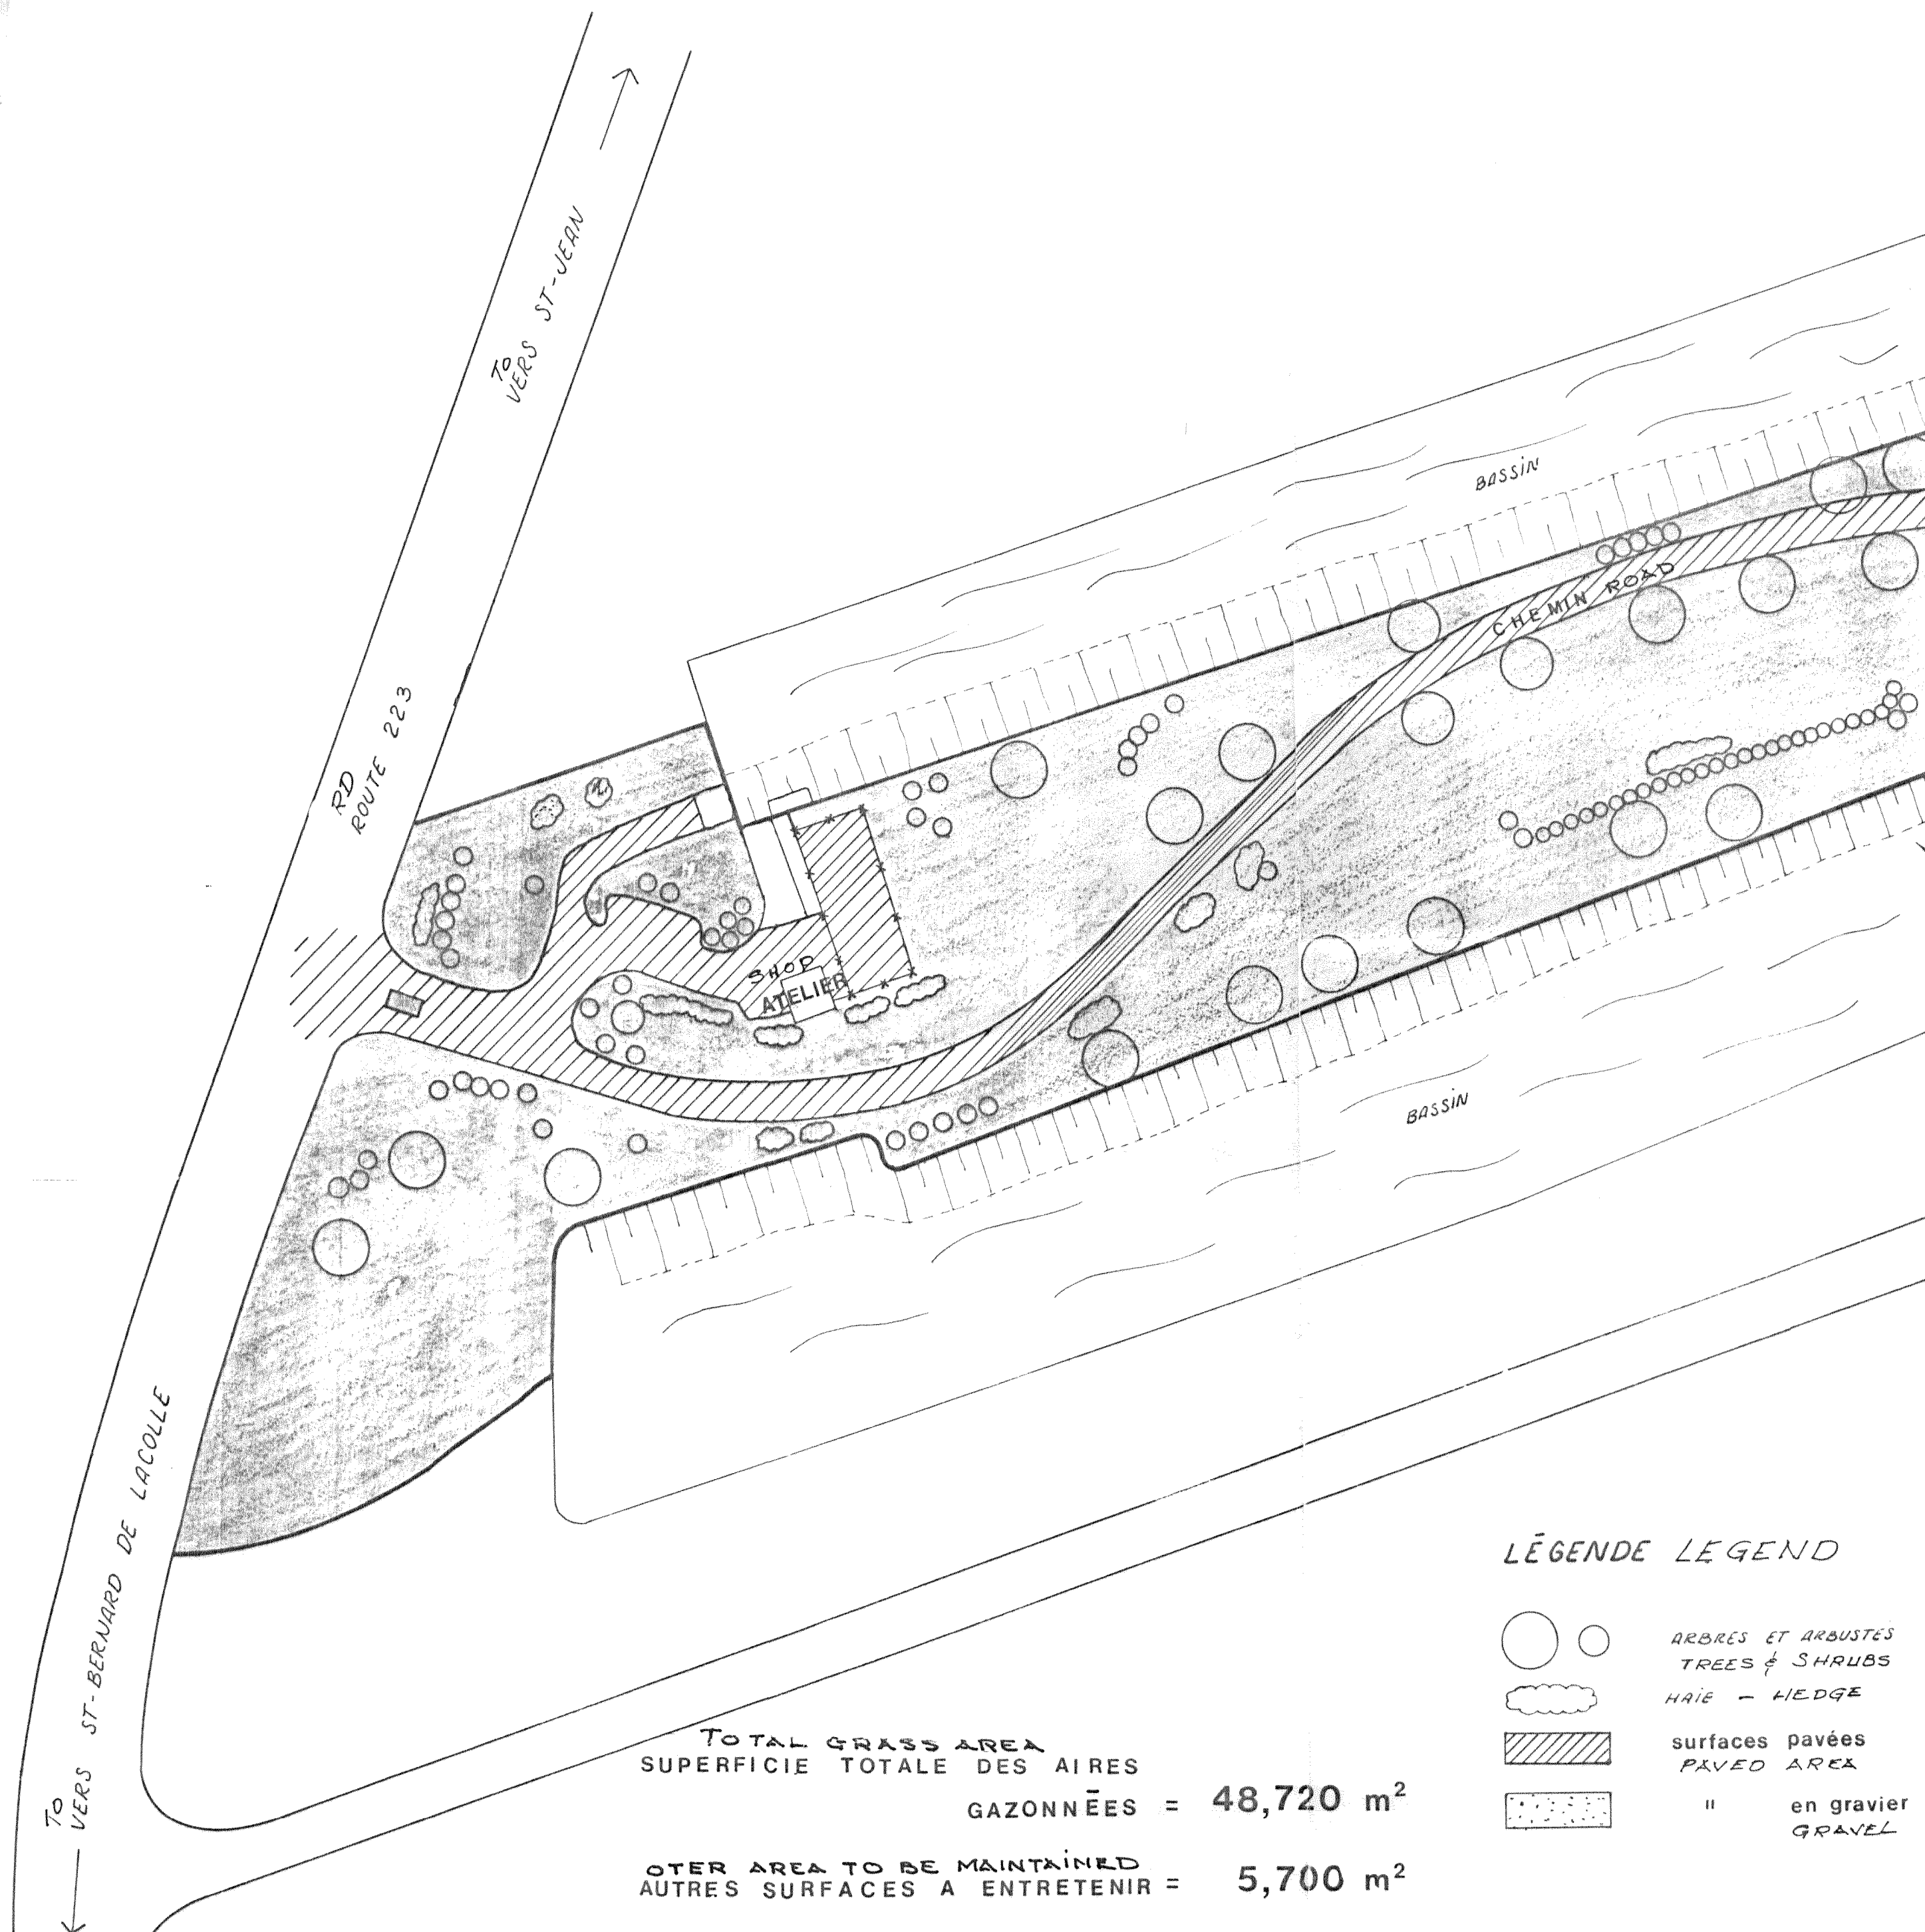 TO
VERS ST-JEAN
RD
ROUTE 223
BASSIN
CHEMIN ROAD
SHOP
ATELIER
BASSIN
TO
VERS ST-BERNARD DE LACOLLE
LĒGENDE LEGEND
ARBRES ET ARBUSTES
TREES & SHRUBS
HAIE - HEDGE
surfaces pavées
PAVED AREA
" en gravier
GRAVEL
TOTAL GRASS AREA
SUPERFICIE TOTALE DES AIRES
GAZONNĒES = 48,720 m²
OTER AREA TO BE MAINTAINED
AUTRES SURFACES A ENTRETENIR = 5,700 m²